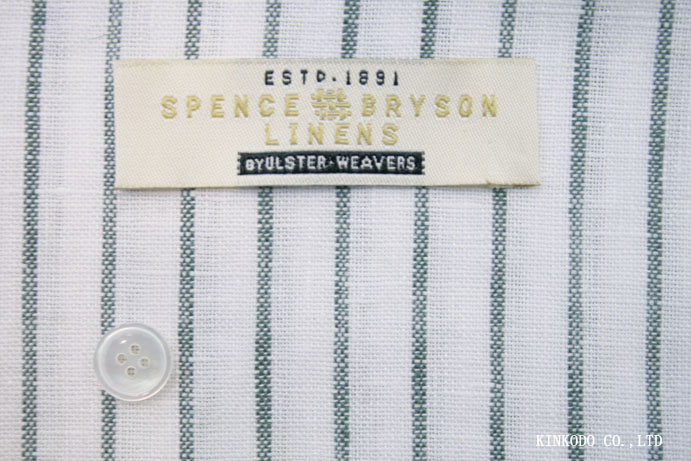 ESTD.1891
SPENCE BRYSON
LINENS
BY ULSTER-WEAVERS
KINKODO CO.,LTD